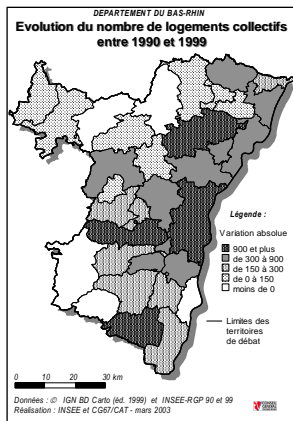 DEPARTEMENT DU BAS-RHIN
Evolution du nombre de logements collectifs
entre 1990 et 1999
Légende :
Variation absolue
900 et plus
de 300 à 900
de 150 à 300
de 0 à 150
moins de 0
Limites des
territoires
de débat
0 10 20 30 km
Données : © IGN BD Carto (éd. 1999) et INSEE-RGP 90 et 99
Réalisation : INSEE et CG67/CAT - mars 2003